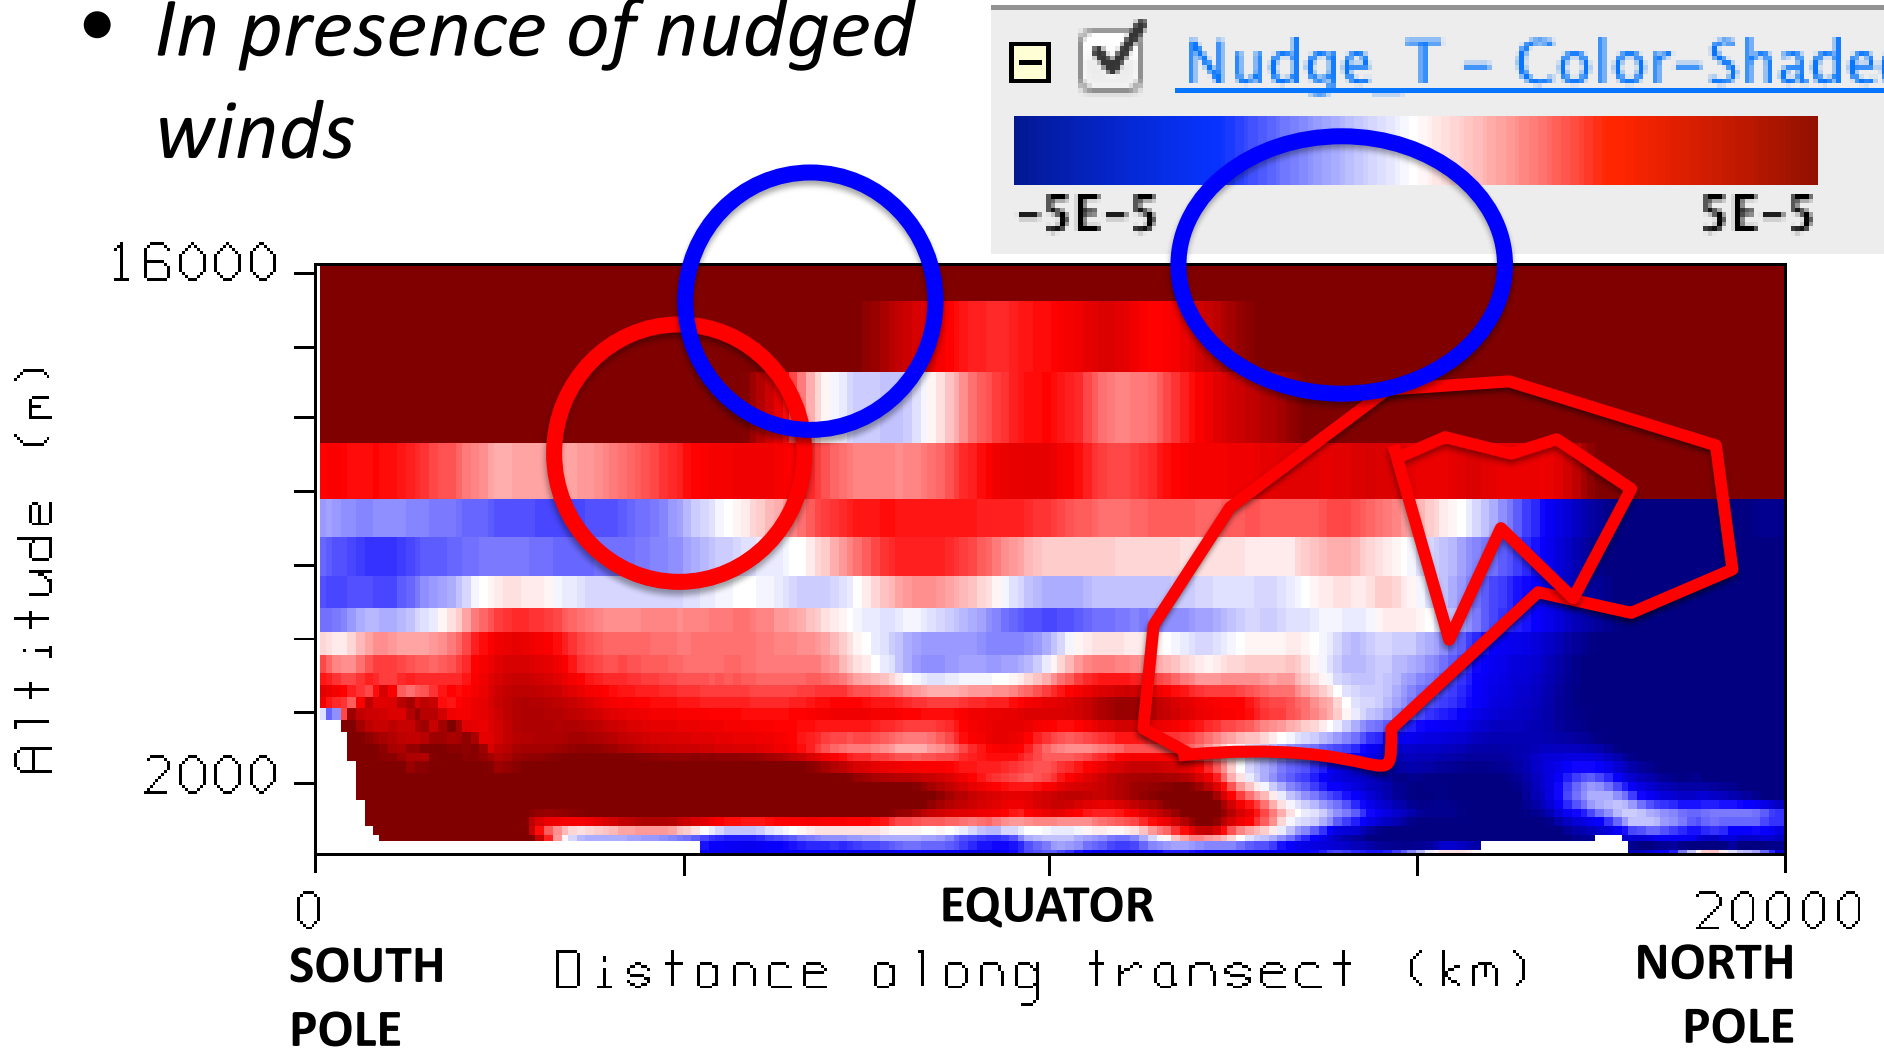 • In presence of nudged
winds
Nudge_T - Color-Shade
-5E-5 5E-5
16000
Altitude (m)
2000
0 EQUATOR 20000
SOUTH
POLE
Distance along transect (km)
NORTH
POLE